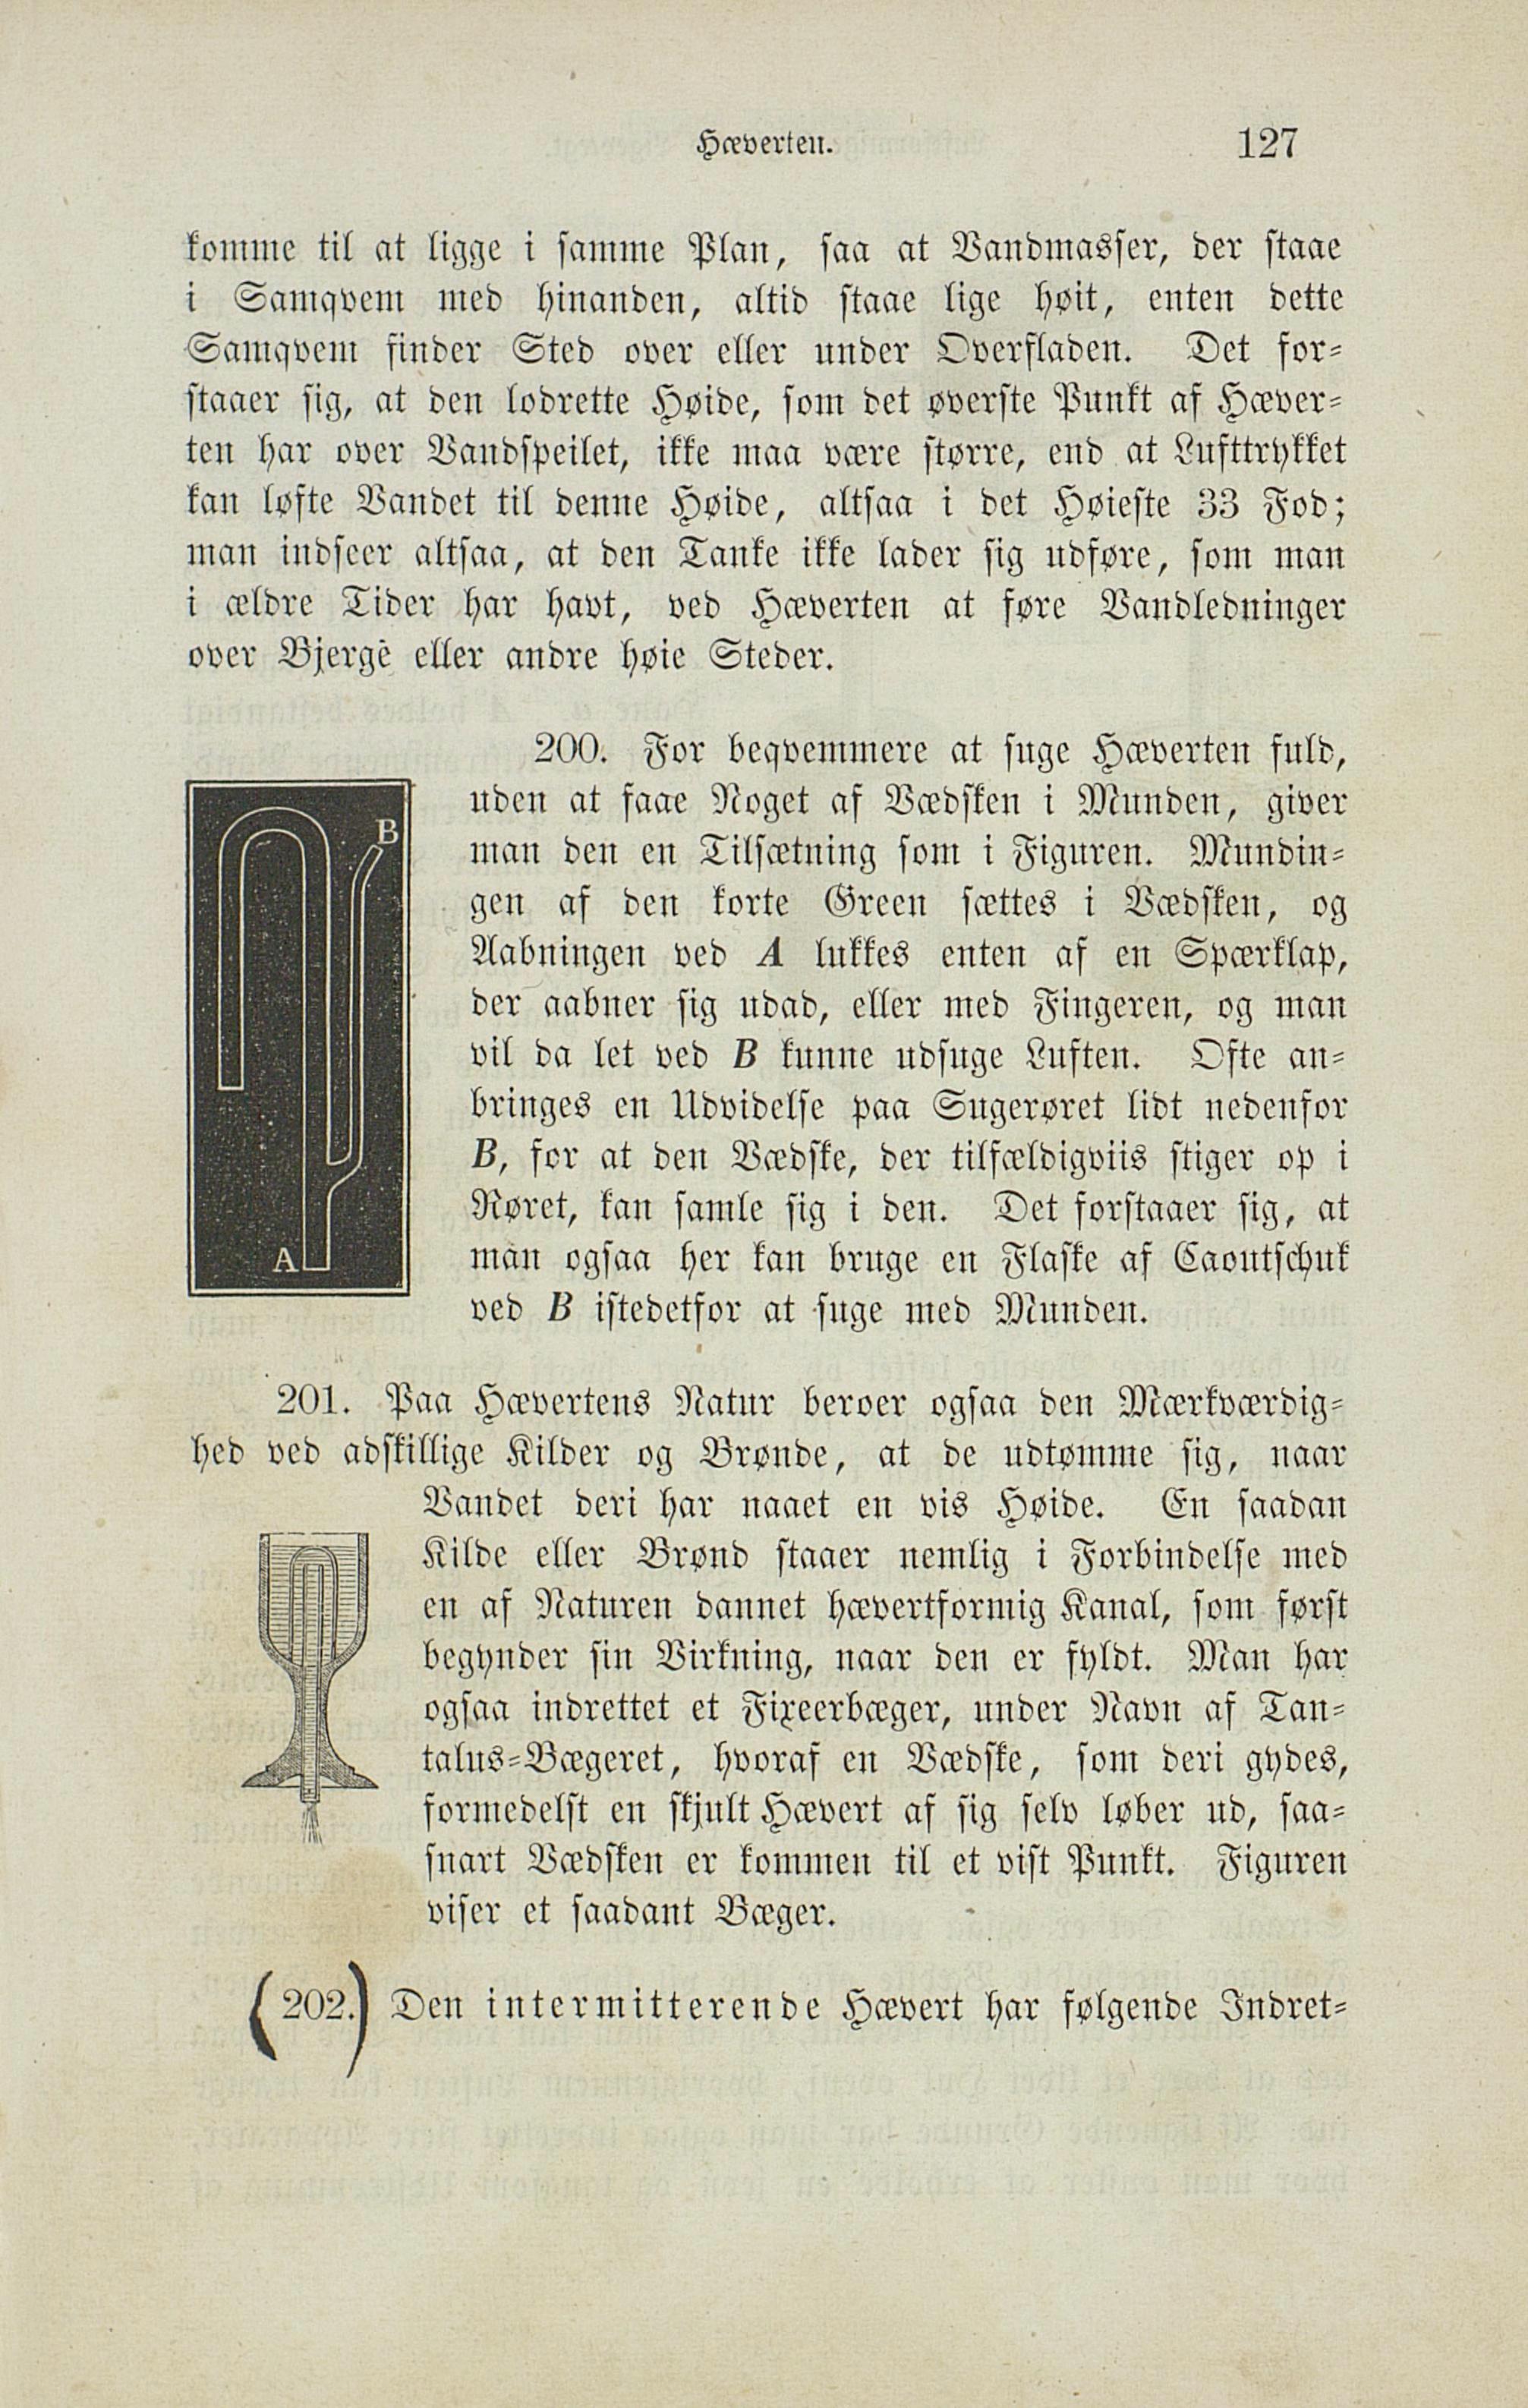 Hæverten. 127
komme til at ligge i samme Plan, saa at Vandmasser, der staae
i Samqvem med hinanden, altid staae lige høit, enten dette
Samqvem finder Sted over eller under Overfladen. Det for-
staaer sig, at den lodrette Høide, som det øverste Punkt af Hæver-
ten har over Vandspeilet, ikke maa være større, end at Lufttrykket
kan løfte Vandet til denne Høide, altsaa i det Høieste 33 Fod;
man indseer altsaa, at den Tanke ikke lader sig udføre, som man
i ældre Tider har havt, ved Hæverten at føre Vandledninger
over Bjerge eller andre høie Steder.
200. For beqvemmere at suge Hæverten fuld,
uden at faae Noget af Vædsken i Munden, giver
man den en Tilsætning som i Figuren. Mundin-
gen af den korte Green sættes i Vædsken, og
Aabningen ved A lukkes enten af en Spærklap,
der aabner sig udad, eller med Fingeren, og man
vil da let ved B kunne udsuge Luften. Ofte an-
bringes en Udvidelse paa Sugerøret lidt nedenfor
B, for at den Vædske, der tilfældigviis stiger op i
Røret, kan samle sig i den. Det forstaaer sig, at
man ogsaa her kan bruge en Flaske af Caoutschuk
ved B istedetfor at suge med Munden.
B
A
201. Paa Hævertens Natur beroer ogsaa den Mærkværdig-
hed ved adskillige Kilder og Brønde, at de udtømme sig, naar
Vandet deri har naaet en vis Høide. En saadan
Kilde eller Brønd staaer nemlig i Forbindelse med
en af Naturen dannet hævertformig Kanal, som først
begynder sin Virkning, naar den er fyldt. Man har
ogsaa indrettet et Fixeerbæger, under Navn af Tan-
talus-Bægeret, hvoraf en Vædske, som deri gydes,
formedelst en skjult Hævert af sig selv løber ud, saa-
snart Vædsken er kommen til et vist Punkt. Figuren
viser et saadant Bæger.
(202.) Den intermitterende Hævert har følgende Indret-